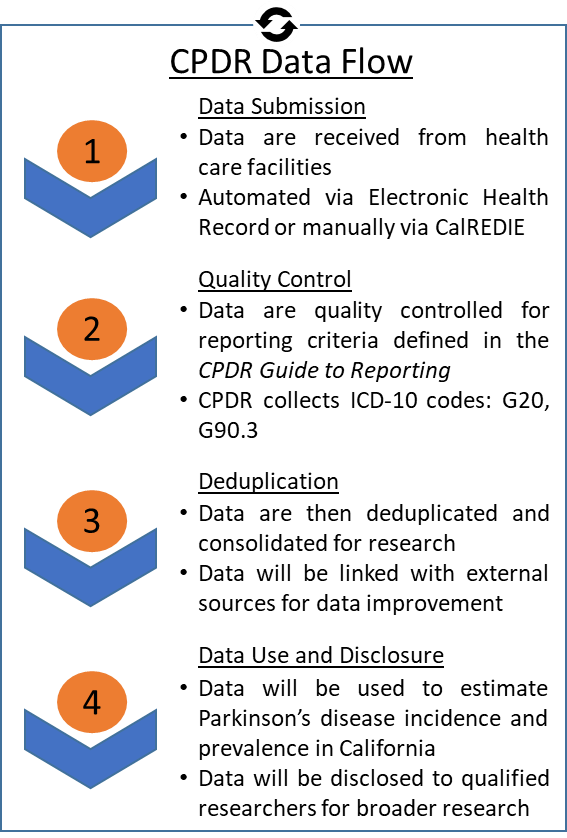 CPDR Data Flow
1
Data Submission
• Data are received from health
care facilities
• Automated via Electronic Health
Record or manually via CalREDIE
2
Quality Control
• Data are quality controlled for
reporting criteria defined in the
CPDR Guide to Reporting
• CPDR collects ICD-10 codes: G20,
G90.3
3
Deduplication
• Data are then deduplicated and
consolidated for research
• Data will be linked with external
sources for data improvement
4
Data Use and Disclosure
• Data will be used to estimate
Parkinson’s disease incidence and
prevalence in California
• Data will be disclosed to qualified
researchers for broader research